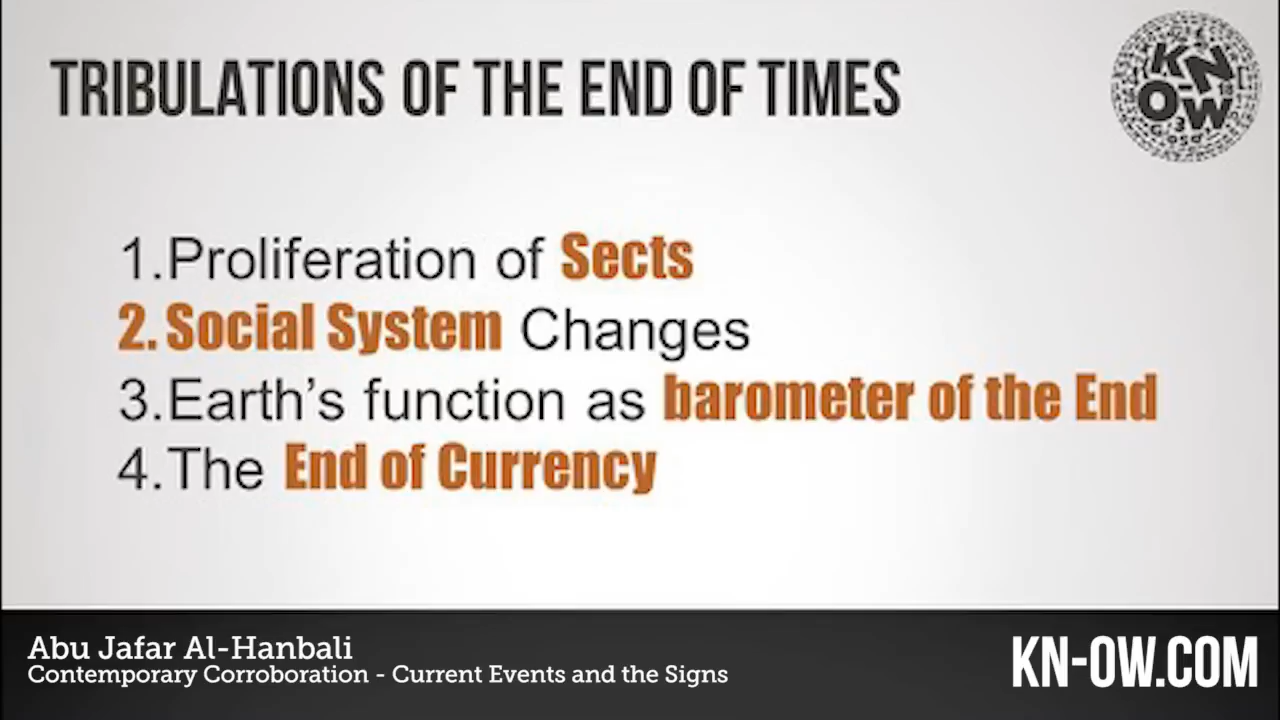 TRIBULATIONS OF THE END OF TIMES
KN
OW
1.Proliferation of Sects
2. Social System Changes
3.Earth's function as barometer of the End
4.The End of Currency
Abu Jafar Al-Hanbali
Contemporary Corroboration - Current Events and the Signs
KN-OW.COM